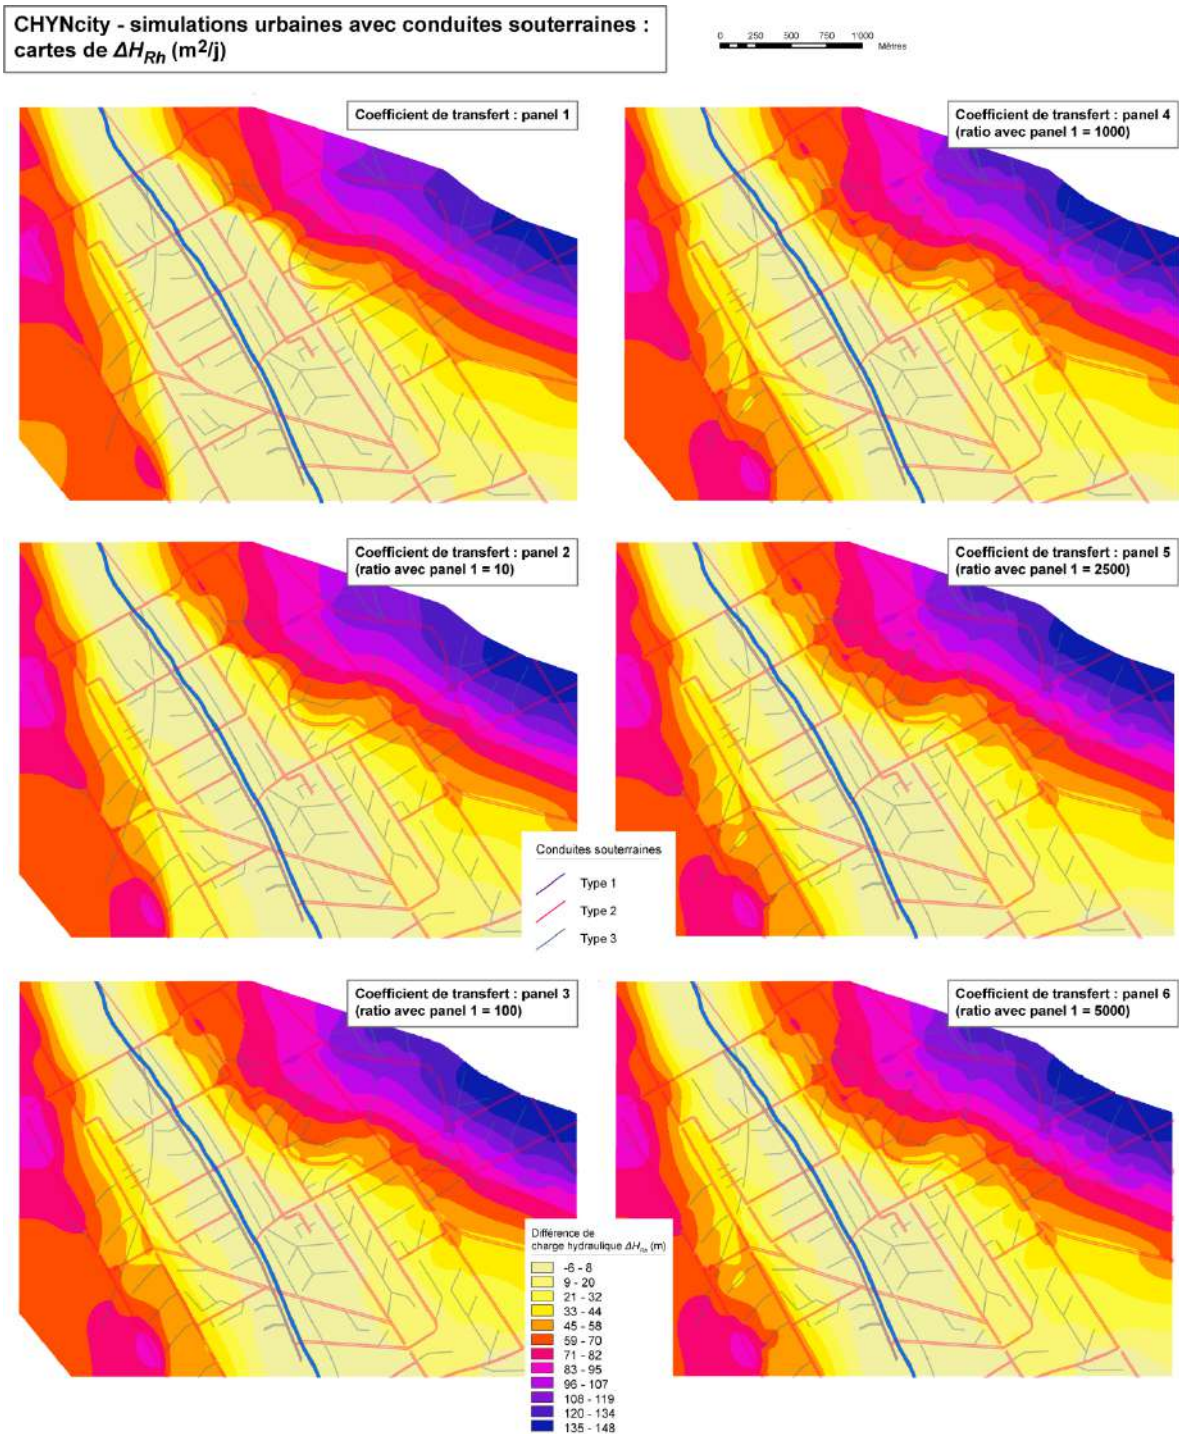 CHYNcity - simulations urbaines avec conduites souterraines :
cartes de ΔH_Rh (m²/j)
0 250 500 750 1'000
Mètres
Coefficient de transfert : panel 1
Coefficient de transfert : panel 4
(ratio avec panel 1 = 1000)
Coefficient de transfert : panel 2
(ratio avec panel 1 = 10)
Coefficient de transfert : panel 5
(ratio avec panel 1 = 2500)
Conduites souterraines
Type 1
Type 2
Type 3
Coefficient de transfert : panel 3
(ratio avec panel 1 = 100)
Coefficient de transfert : panel 6
(ratio avec panel 1 = 5000)
Différence de
charge hydraulique ΔH_Rh (m)
-6 - 8
9 - 20
21 - 32
33 - 44
45 - 58
59 - 70
71 - 82
83 - 95
96 - 107
108 - 119
120 - 134
135 - 148